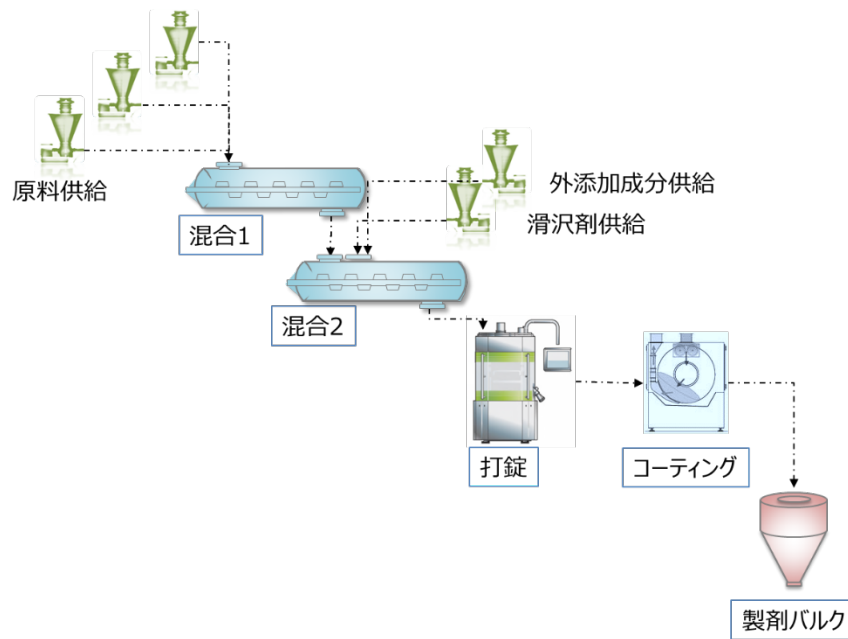 原料供給
外添加成分供給
滑沢剤供給
混合1
混合2
打錠
コーティング
製剤バルク